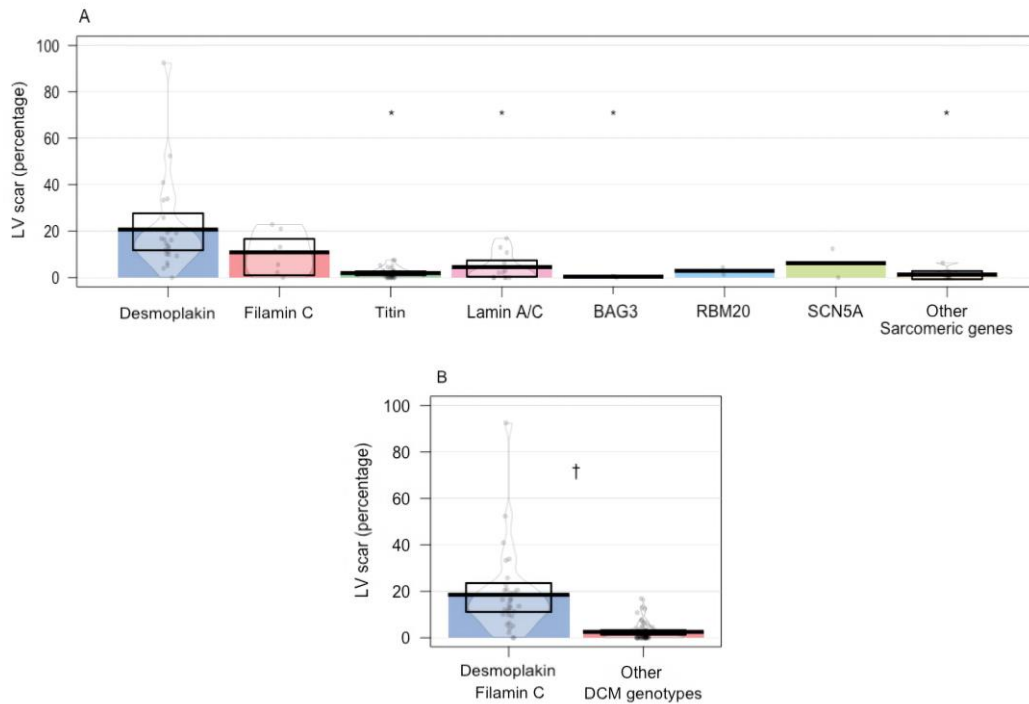 A
LV scar (percentage)
100
80
60
40
20
0
*
*
*
*
Desmoplakin
Filamin C
Titin
Lamin A/C
BAG3
RBM20
SCN5A
Other
Sarcomeric genes
B
LV scar (percentage)
100
80
60
40
20
0
†
Desmoplakin
Filamin C
Other
DCM genotypes